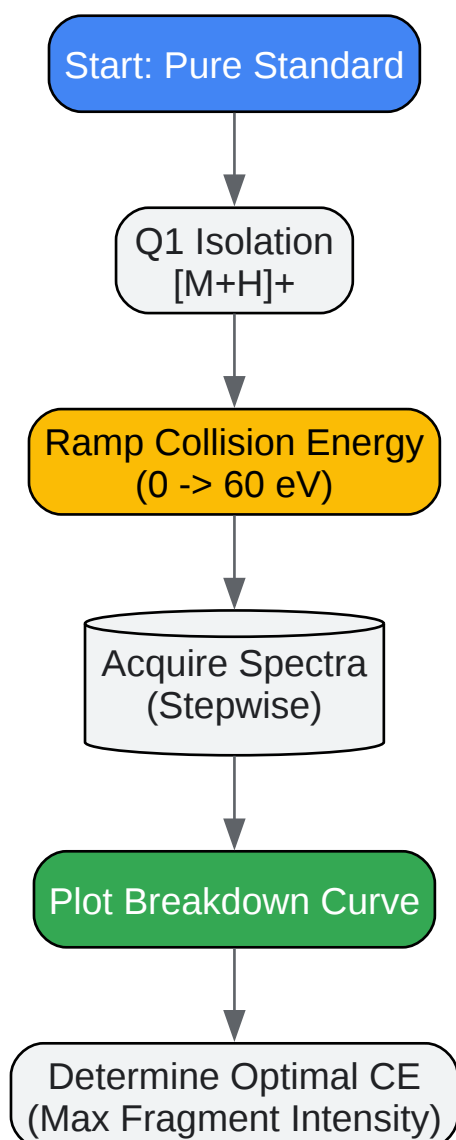 Start: Pure Standard
Q1 Isolation
[M+H]+
Ramp Collision Energy
(0 -> 60 eV)
Acquire Spectra
(Stepwise)
Plot Breakdown Curve
Determine Optimal CE
(Max Fragment Intensity)